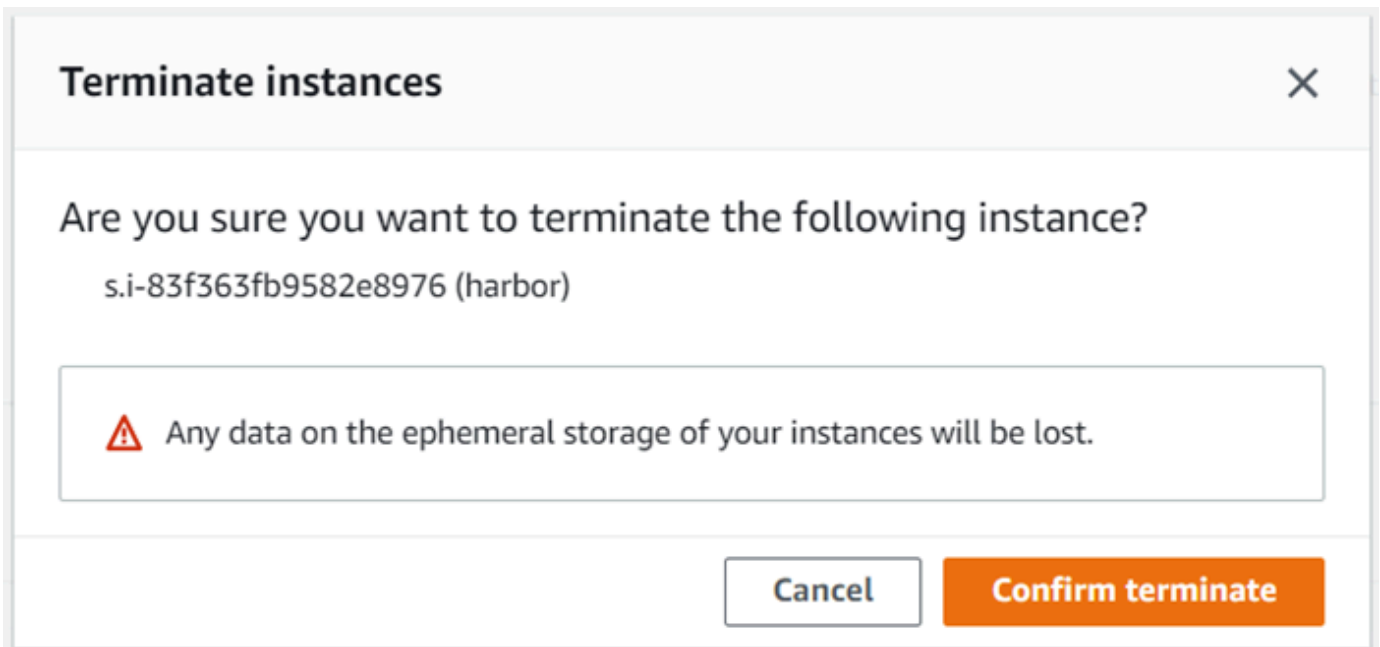 Terminate instances
Are you sure you want to terminate the following instance?
s.i-83f363fb9582e8976 (harbor)
Any data on the ephemeral storage of your instances will be lost.
Cancel
Confirm terminate